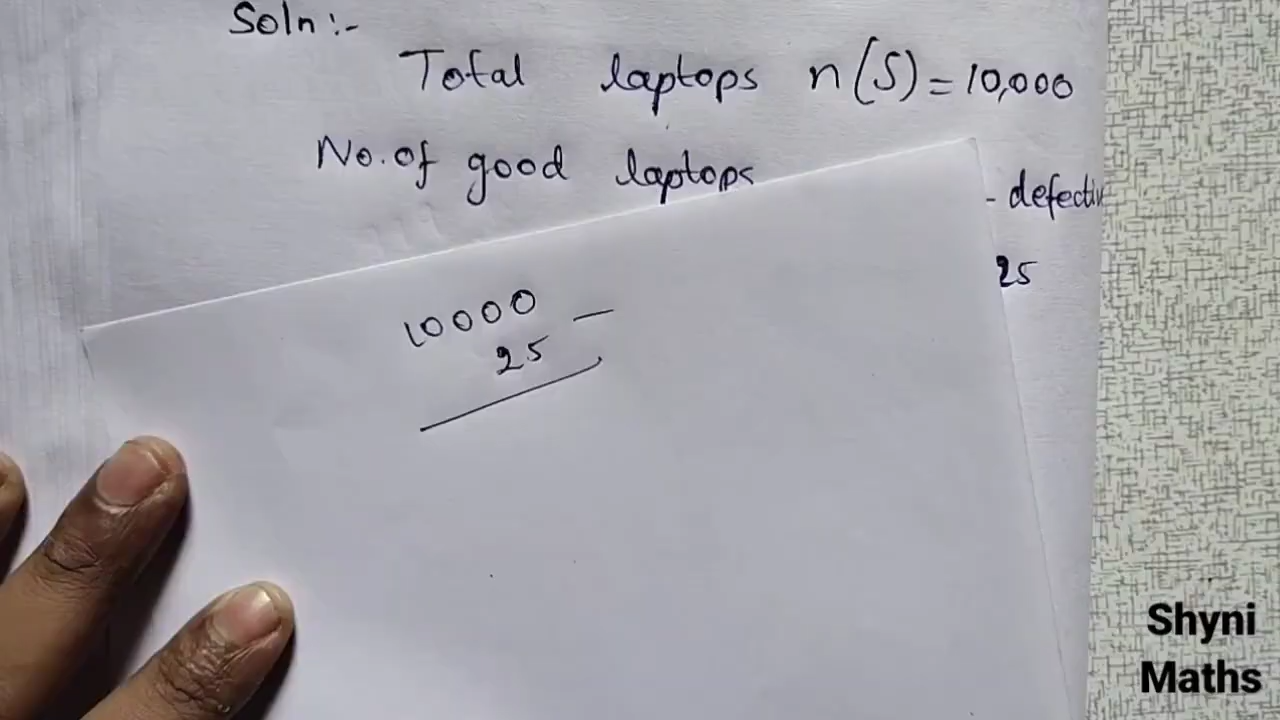 Soln :-
Total laptops n(S) = 10,000
No. of good laptops
- defectiv
25
10000 -
25
Shyni
Maths